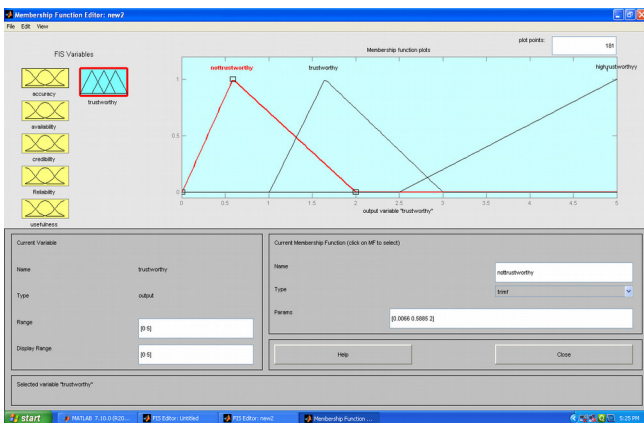 Membership Function Editor: new2
File Edit View
FIS Variables
plot points: 181
Membership function plots
accuracy
availability
credibility
Reliability
usefulness
trustworthy
nottrustworthy trustworthy
1
0.5
0
0 0.5 1 1.5 2 2.5 3 3.5 4 4.5 5
output variable "trustworthy"
Current Variable
Name trustworthy
Type output
Range [0 5]
Display Range [0 5]
Current Membership Function (click on MF to select)
Name nottrustworthy
Type trimf
Params [0.0066 0.5885 2]
Help Close
Selected variable "trustworthy"
start MATLAB 7.10.0 (R20... FIS Editor: Untitled FIS Editor: new2 Membership Function ... 5:25 PM